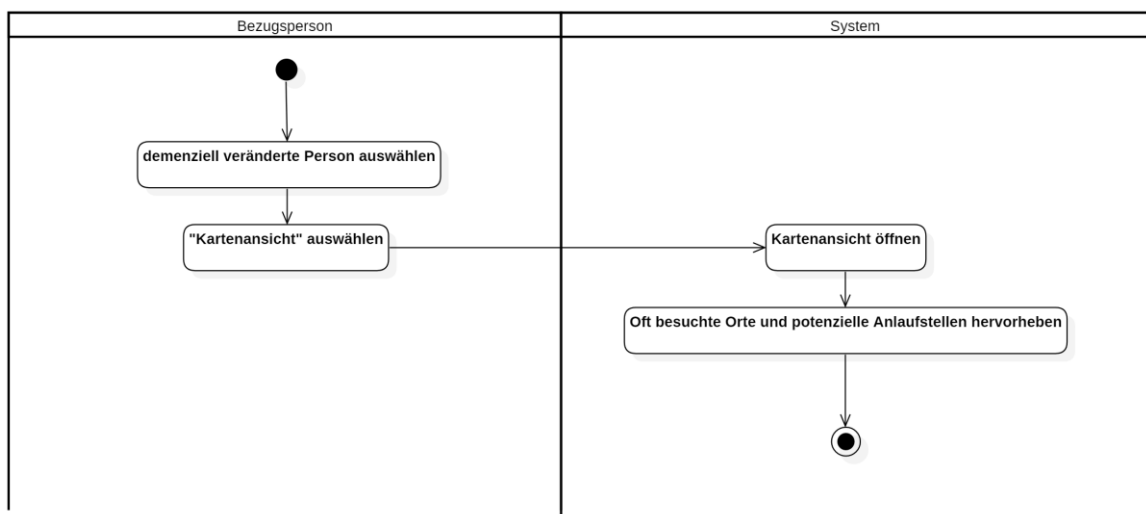 Bezugsperson
System
demenziell veränderte Person auswählen
"Kartenansicht" auswählen
Kartenansicht öffnen
Oft besuchte Orte und potenzielle Anlaufstellen hervorheben